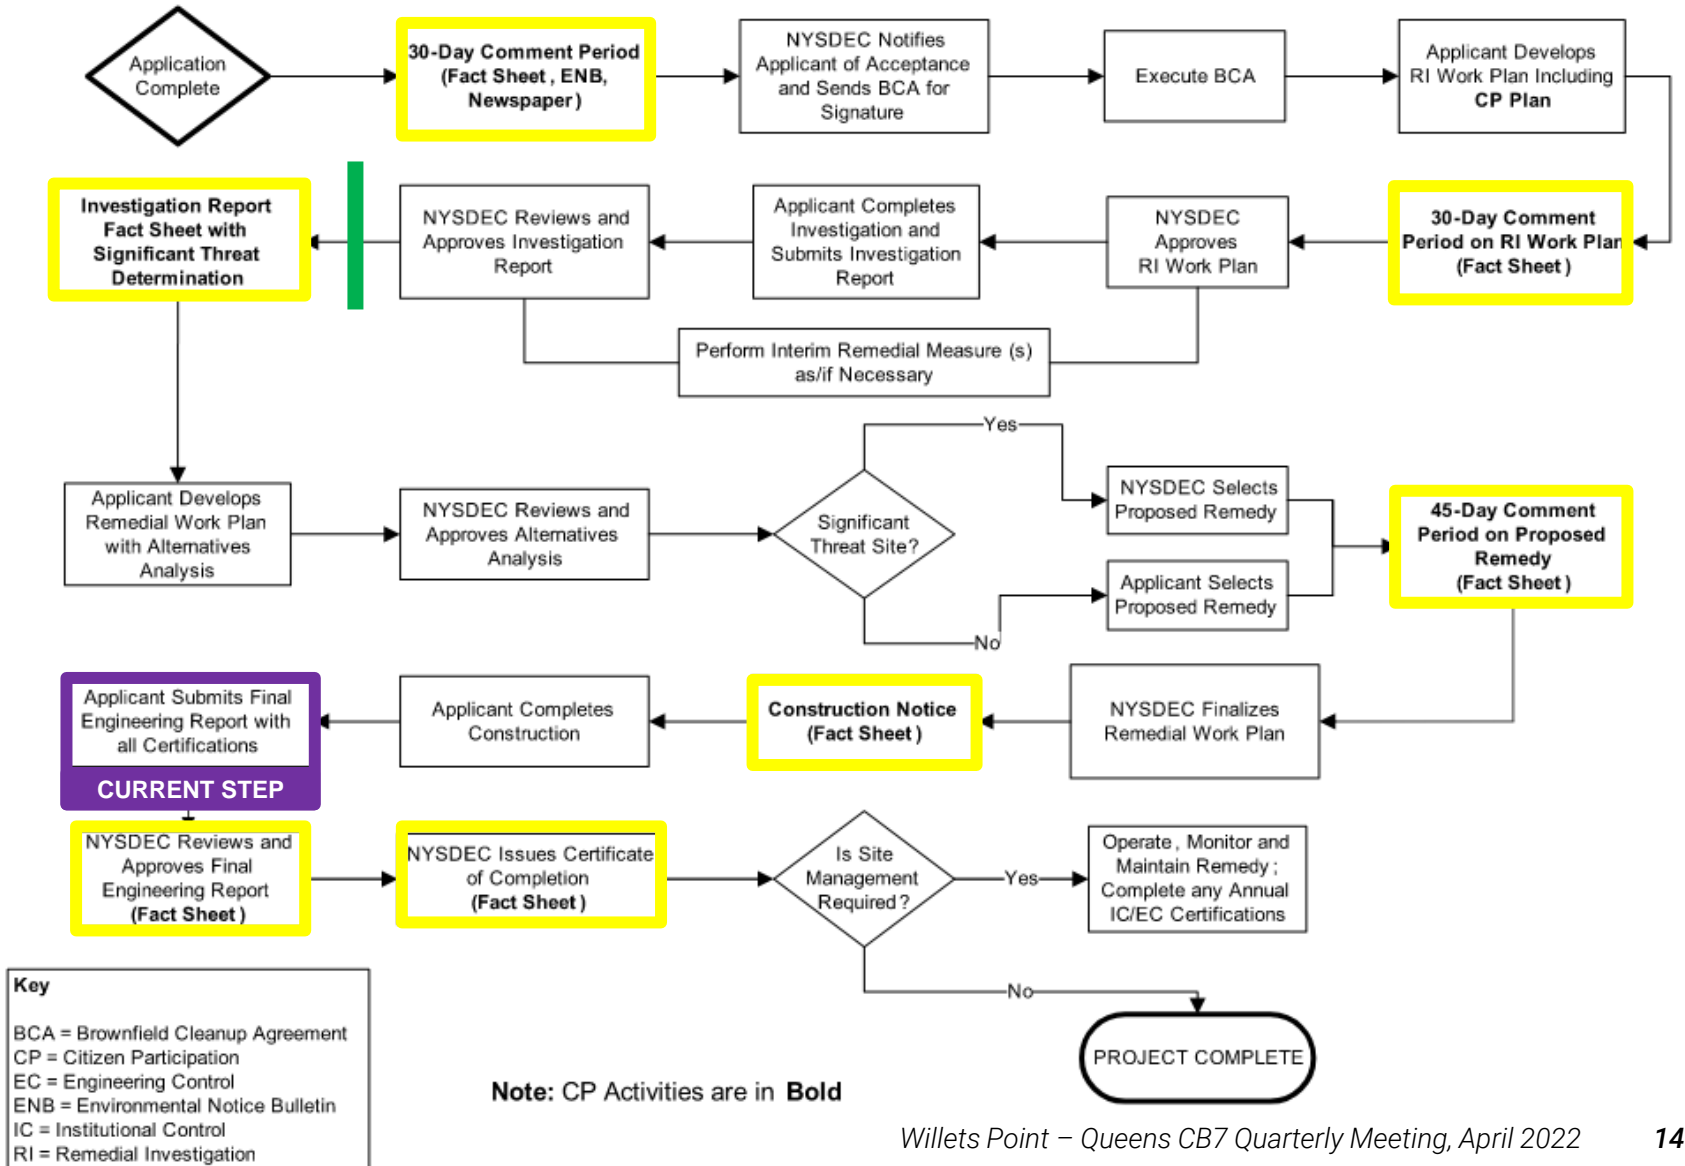 Application
Complete
30-Day Comment Period
(Fact Sheet, ENB,
Newspaper)
NYSDEC Notifies
Applicant of Acceptance
and Sends BCA for
Signature
Execute BCA
Applicant Develops
RI Work Plan Including
CP Plan
30-Day Comment
Period on RI Work Plan
(Fact Sheet)
NYSDEC
Approves
RI Work Plan
Applicant Completes
Investigation and
Submits Investigation
Report
NYSDEC Reviews and
Approves Investigation
Report
Investigation Report
Fact Sheet with
Significant Threat
Determination
Perform Interim Remedial Measure (s)
as/if Necessary
Applicant Develops
Remedial Work Plan
with Alternatives
Analysis
NYSDEC Reviews and
Approves Alternatives
Analysis
Significant
Threat Site?
Yes
No
NYSDEC Selects
Proposed Remedy
Applicant Selects
Proposed Remedy
45-Day Comment
Period on Proposed
Remedy
(Fact Sheet)
NYSDEC Finalizes
Remedial Work Plan
Construction Notice
(Fact Sheet)
Applicant Completes
Construction
Applicant Submits Final
Engineering Report with
all Certifications
CURRENT STEP
NYSDEC Reviews and
Approves Final
Engineering Report
(Fact Sheet)
NYSDEC Issues Certificate
of Completion
(Fact Sheet)
Is Site
Management
Required?
Yes
Operate, Monitor and
Maintain Remedy;
Complete any Annual
IC/EC Certifications
No
PROJECT COMPLETE
Key
BCA = Brownfield Cleanup Agreement
CP = Citizen Participation
EC = Engineering Control
ENB = Environmental Notice Bulletin
IC = Institutional Control
RI = Remedial Investigation
Note: CP Activities are in Bold
Willets Point – Queens CB7 Quarterly Meeting, April 2022 14